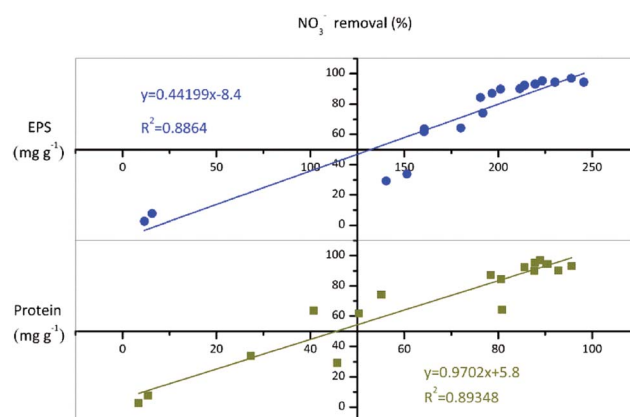 NO₃⁻ removal (%)
100
80
y=0.44199x-8.4
R²=0.8864
60
EPS
(mg g⁻¹)
0 50 100 150 200 250
40
20
0
100
80
60
Protein
(mg g⁻¹)
0 20 40 60 80 100
40
20
0
y=0.9702x+5.8
R²=0.89348